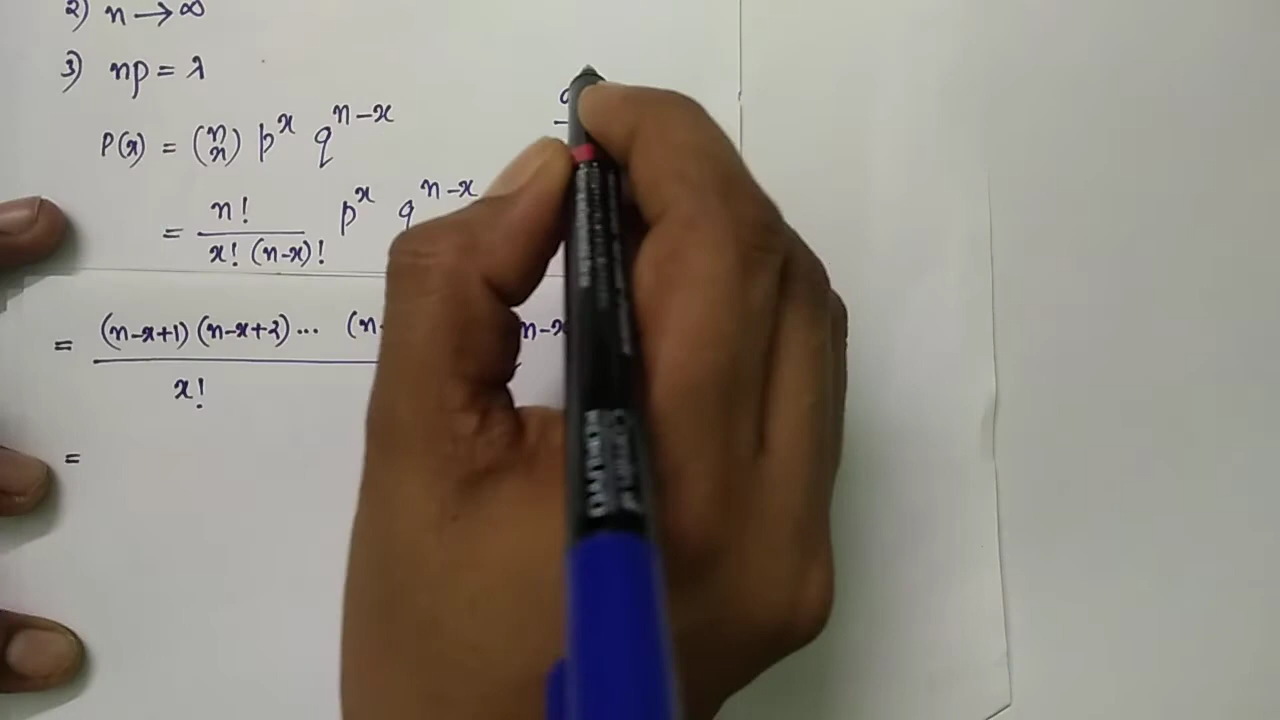 2) n → ∞
3) np = λ
P(x) = (n x) p^x q^(n-x)
= n! / x! (n-x)! p^x q^(n-x)
= (n-x+1) (n-x+2) ... (n- n-x / x!
=